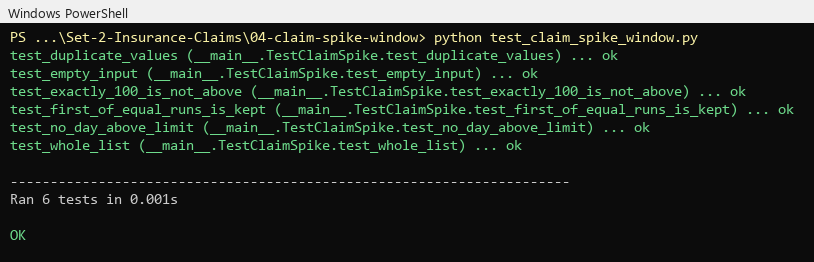 Windows PowerShell
PS ...\Set-2-Insurance-Claims\04-claim-spike-window> python test_claim_spike_window.py
test_duplicate_values (__main__.TestClaimSpike.test_duplicate_values) ... ok
test_empty_input (__main__.TestClaimSpike.test_empty_input) ... ok
test_exactly_100_is_not_above (__main__.TestClaimSpike.test_exactly_100_is_not_above) ... ok
test_first_of_equal_runs_is_kept (__main__.TestClaimSpike.test_first_of_equal_runs_is_kept) ... ok
test_no_day_above_limit (__main__.TestClaimSpike.test_no_day_above_limit) ... ok
test_whole_list (__main__.TestClaimSpike.test_whole_list) ... ok
----------------------------------------------------------------------
Ran 6 tests in 0.001s
OK